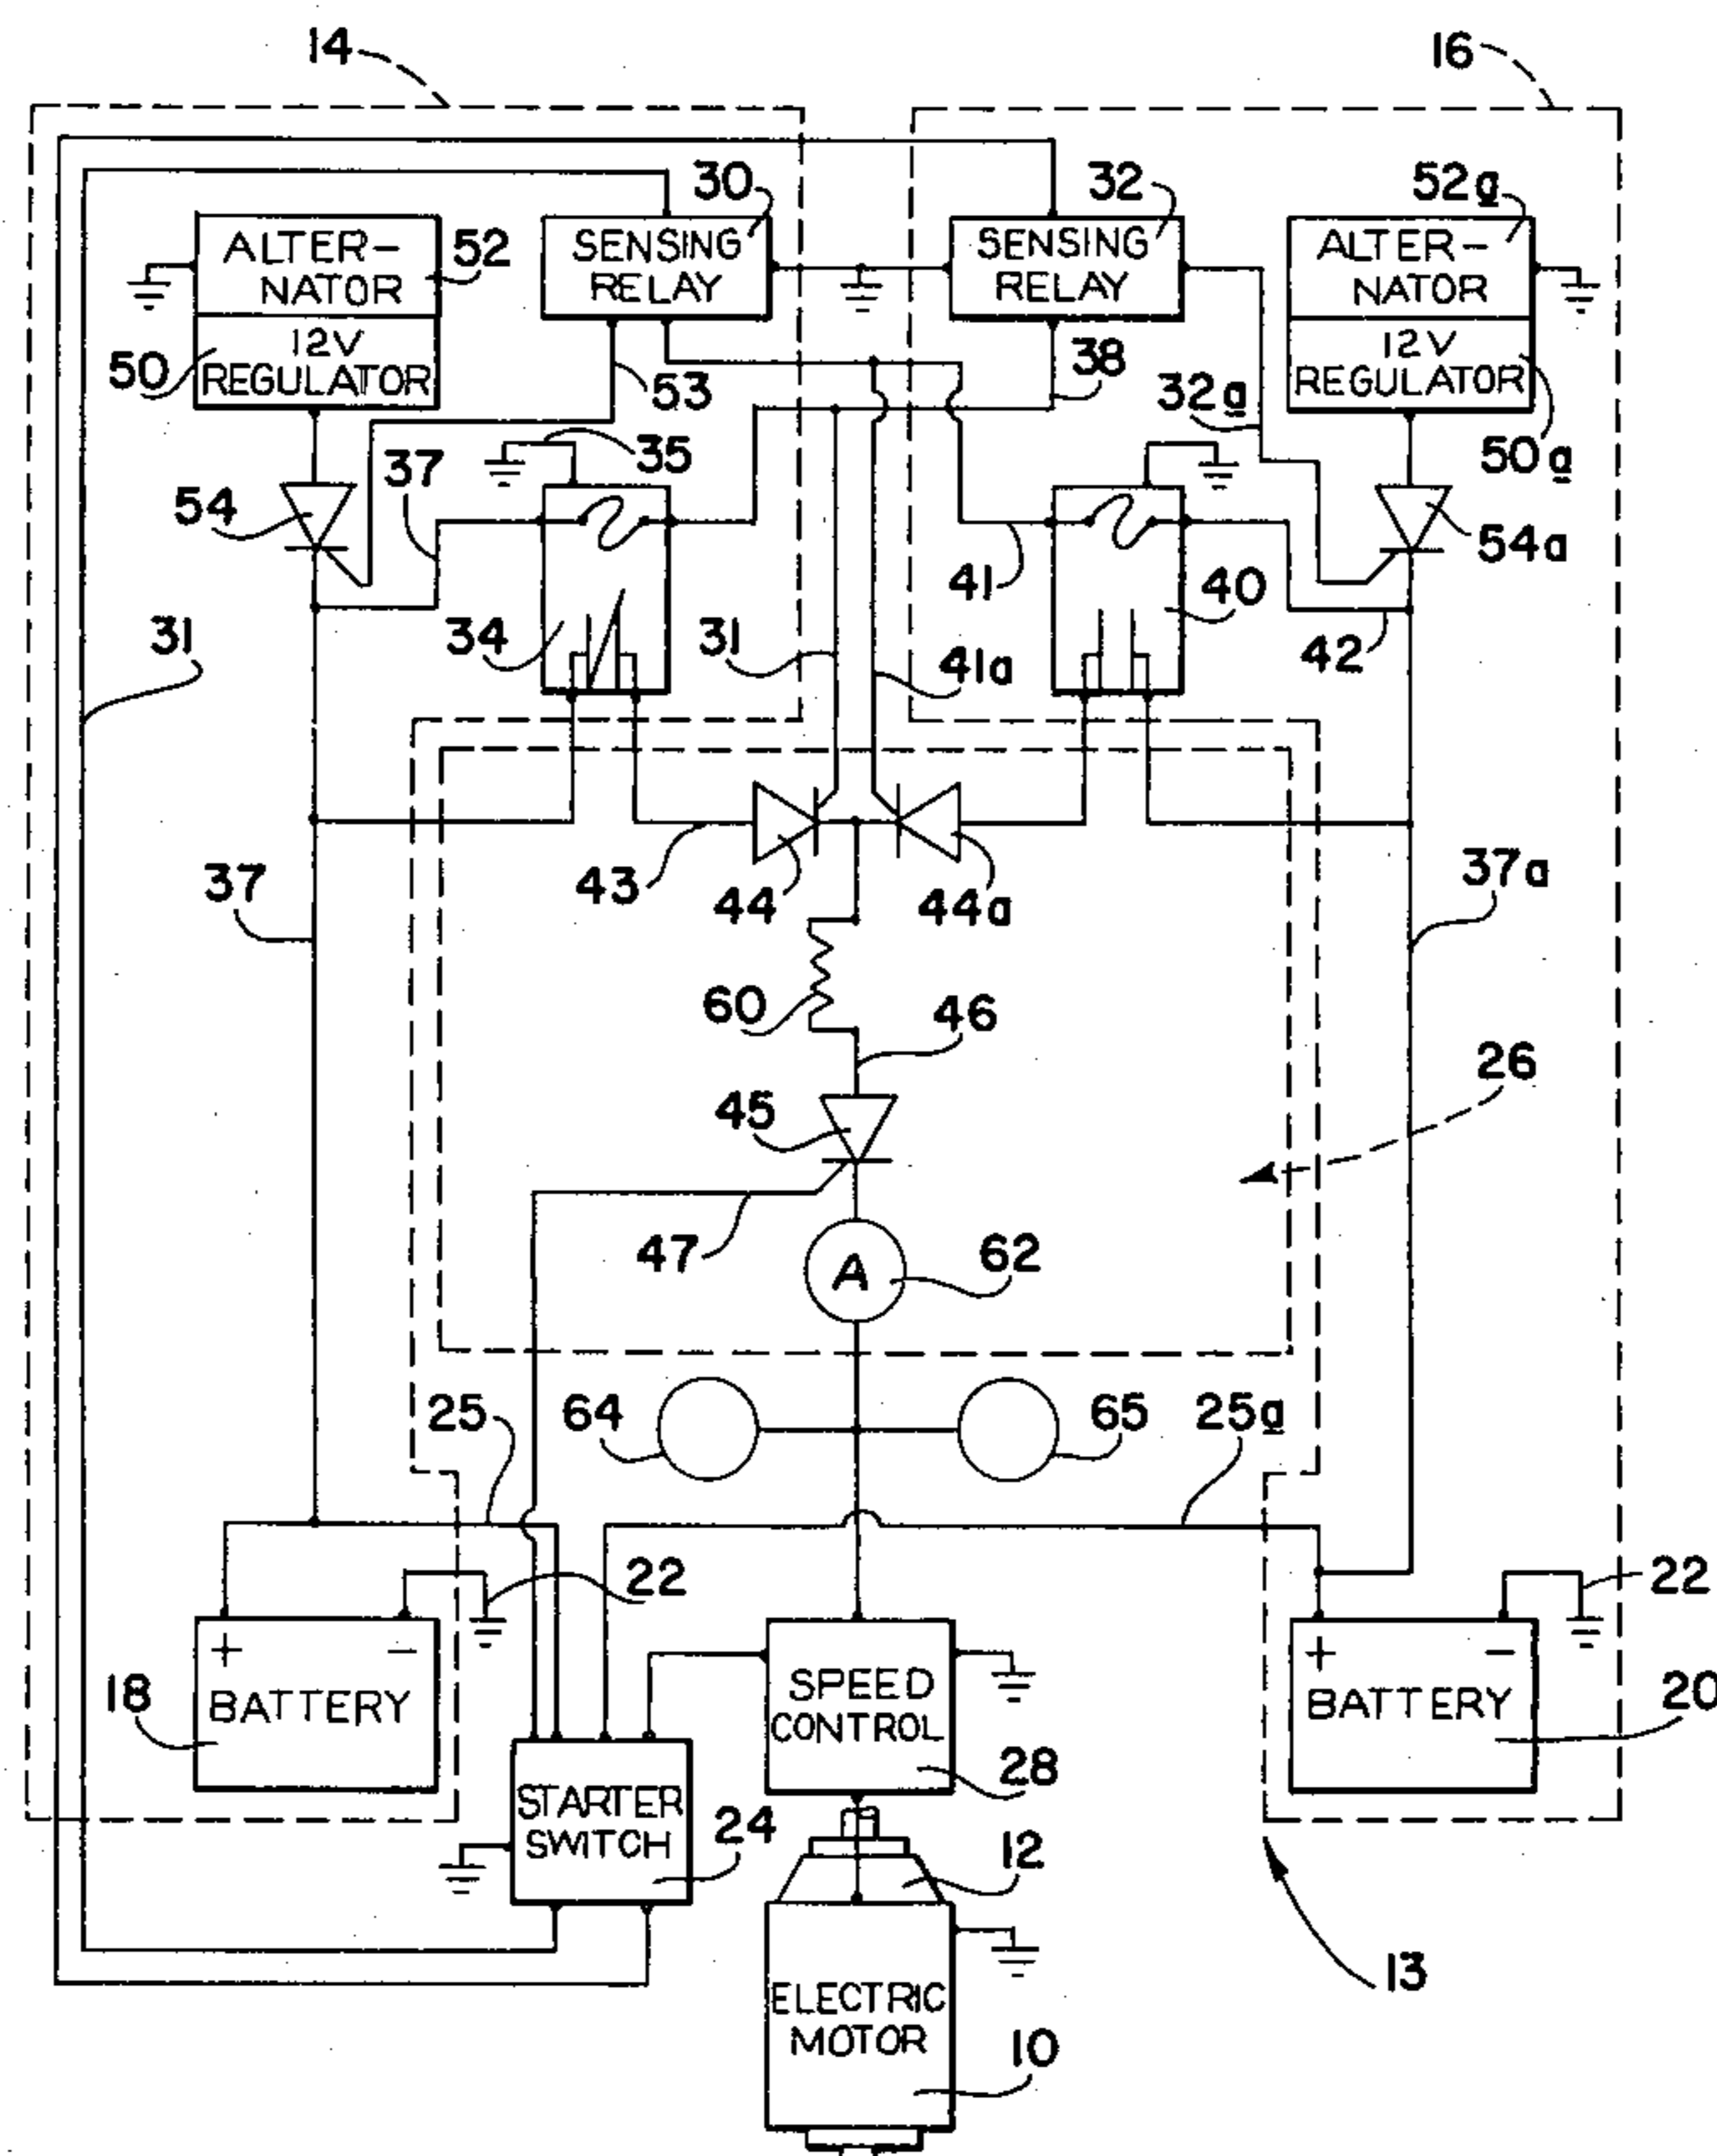 14
16
30
32
52a
ALTER-
NATOR
52
SENSING
RELAY
SENSING
RELAY
ALTER-
NATOR
50
12V
REGULATOR
53
38
32a
12V
REGULATOR
50a
37
35
54
54a
41
40
31
34
31
41a
42
37
43
44
44a
37a
60
46
26
45
47
A
62
64
25
65
25a
22
22
+ -
BATTERY
18
SPEED
CONTROL
28
+ -
BATTERY
20
STARTER
SWITCH
24
12
13
ELECTRIC
MOTOR
10